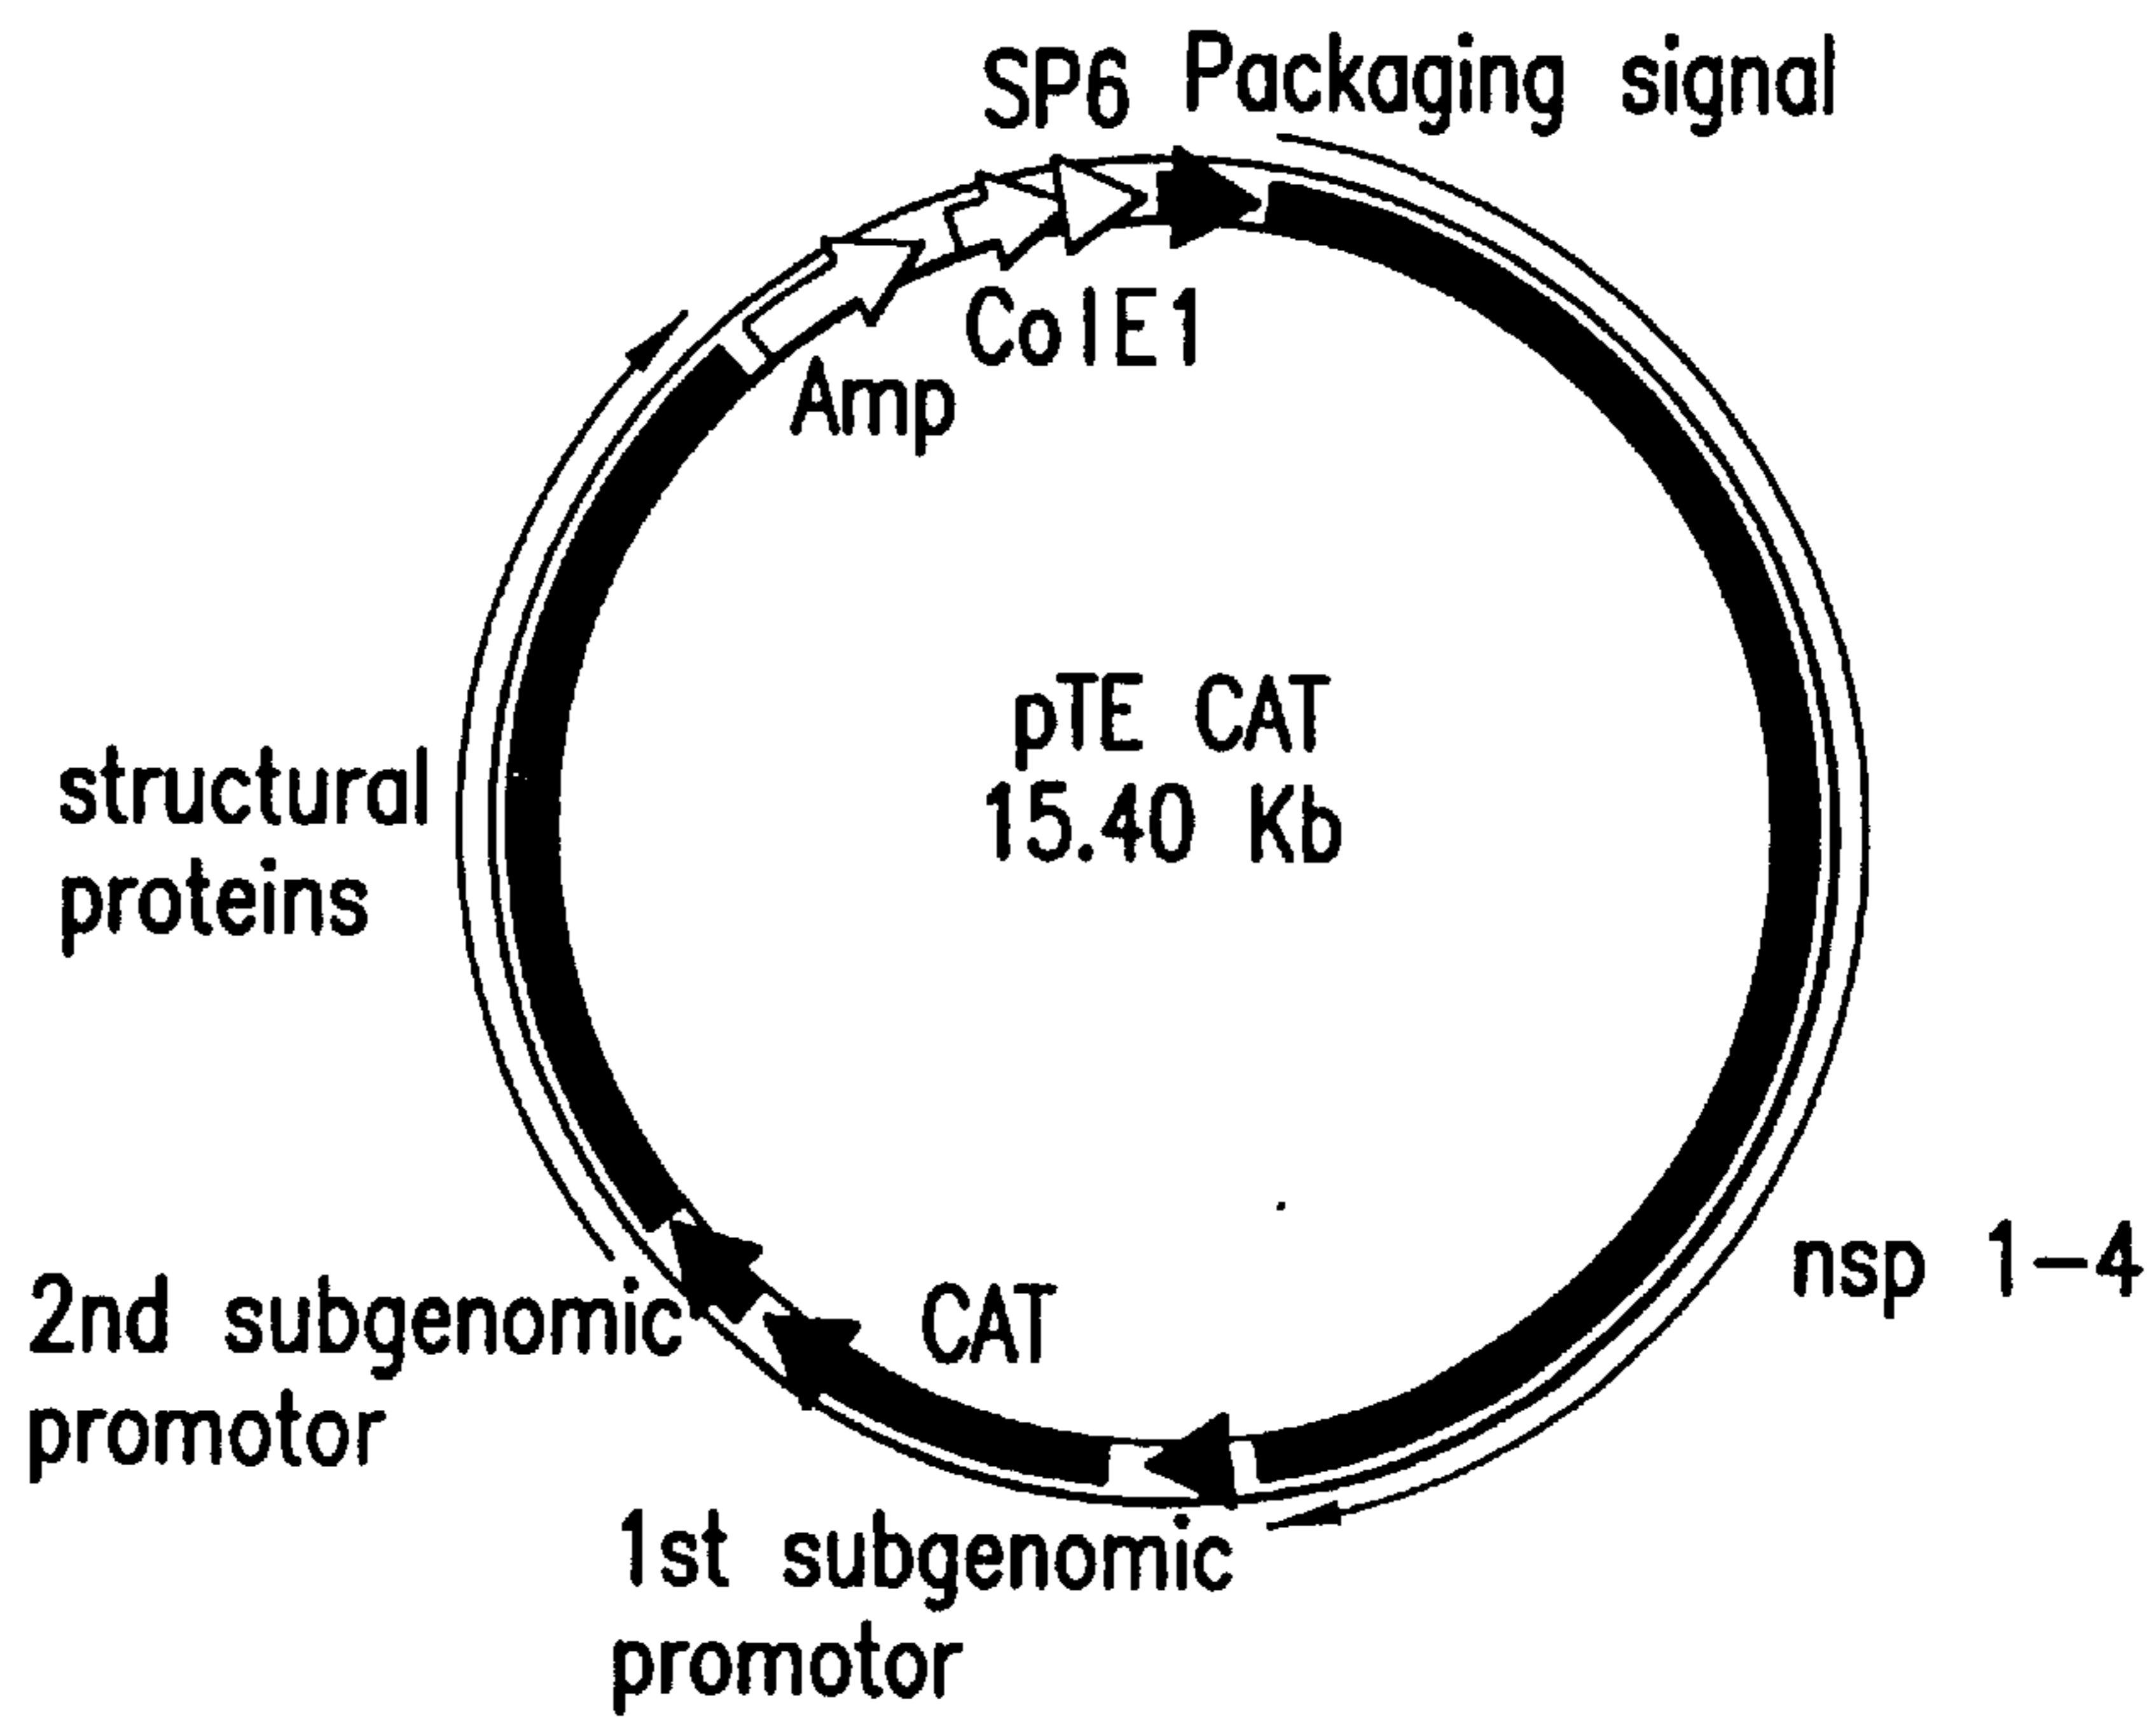 SP6 Packaging signal
ColE1
Amp
pTE CAT
15.40 Kb
structural
proteins
nsp 1-4
2nd subgenomic
promotor
CAT
1st subgenomic
promotor